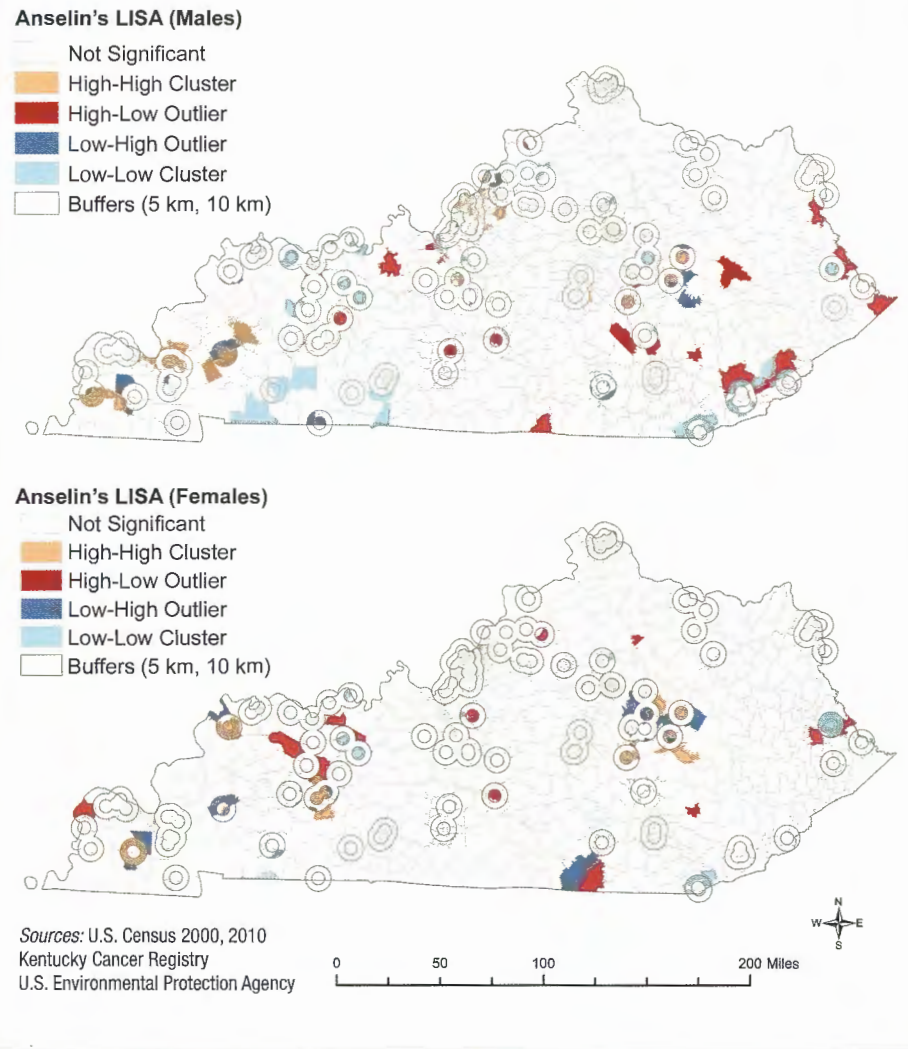 Anselin's LISA (Males)
Not Significant
High-High Cluster
High-Low Outlier
Low-High Outlier
Low-Low Cluster
Buffers (5 km, 10 km)
Anselin's LISA (Females)
Not Significant
High-High Cluster
High-Low Outlier
Low-High Outlier
Low-Low Cluster
Buffers (5 km, 10 km)
Sources: U.S. Census 2000, 2010
Kentucky Cancer Registry
U.S. Environmental Protection Agency
0 50 100 200 Miles
N
W E
S